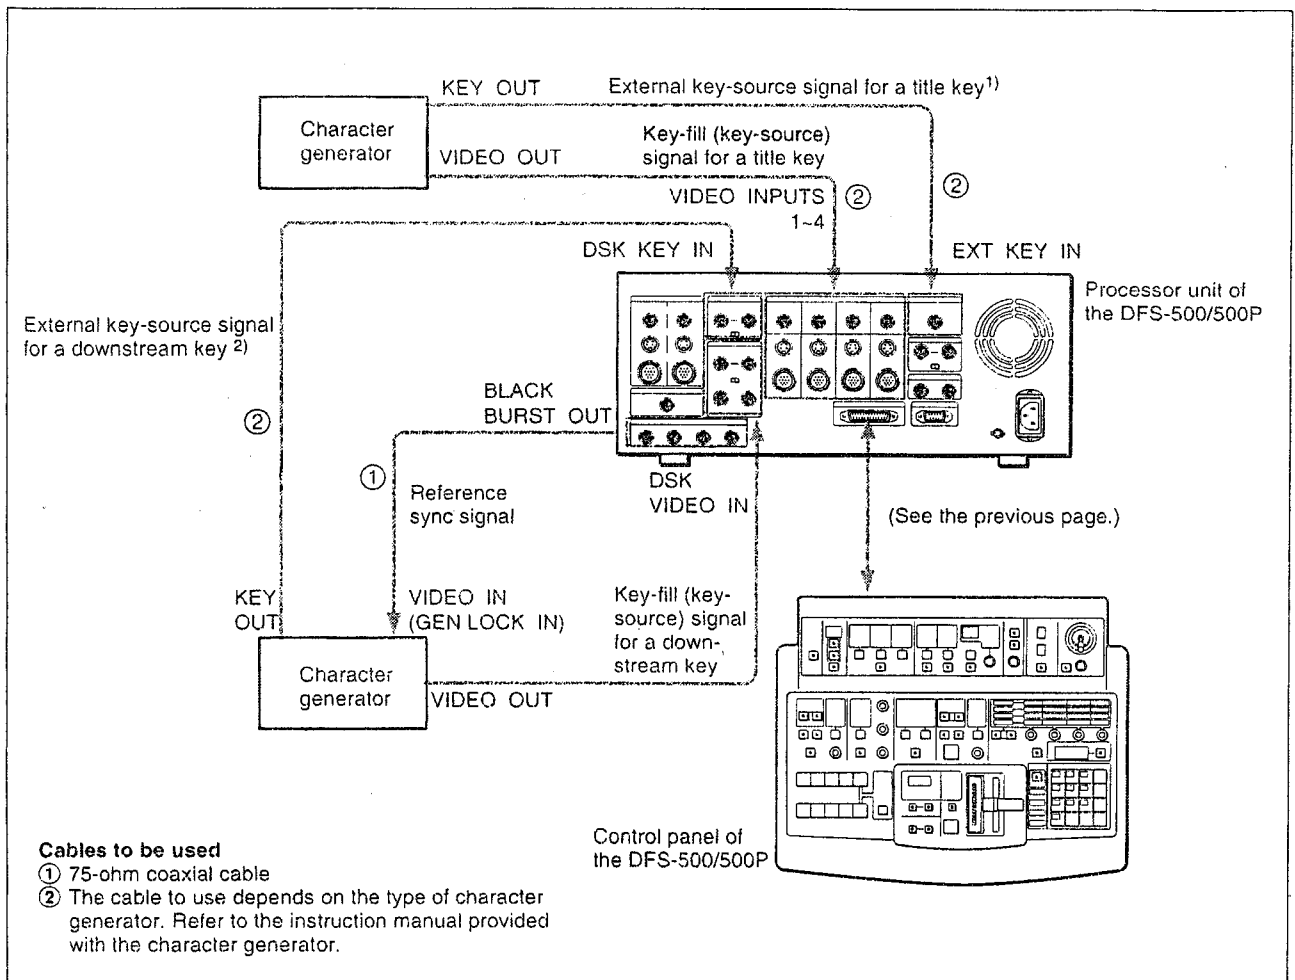 KEY OUT
External key-source signal for a title key1)
Character
generator
Key-fill (key-source)
signal for a title key
VIDEO OUT
VIDEO INPUTS
1~4
②
②
DSK KEY IN
EXT KEY IN
Processor unit of
the DFS-500/500P
External key-source signal
for a downstream key 2)
②
BLACK
BURST OUT
①
Reference
sync signal
DSK
VIDEO IN
(See the previous page.)
KEY
OUT
VIDEO IN
(GEN LOCK IN)
Key-fill (key-
source) signal
for a down-
stream key
Character
generator
VIDEO OUT
Control panel of
the DFS-500/500P
Cables to be used
① 75-ohm coaxial cable
② The cable to use depends on the type of character
generator. Refer to the instruction manual provided
with the character generator.